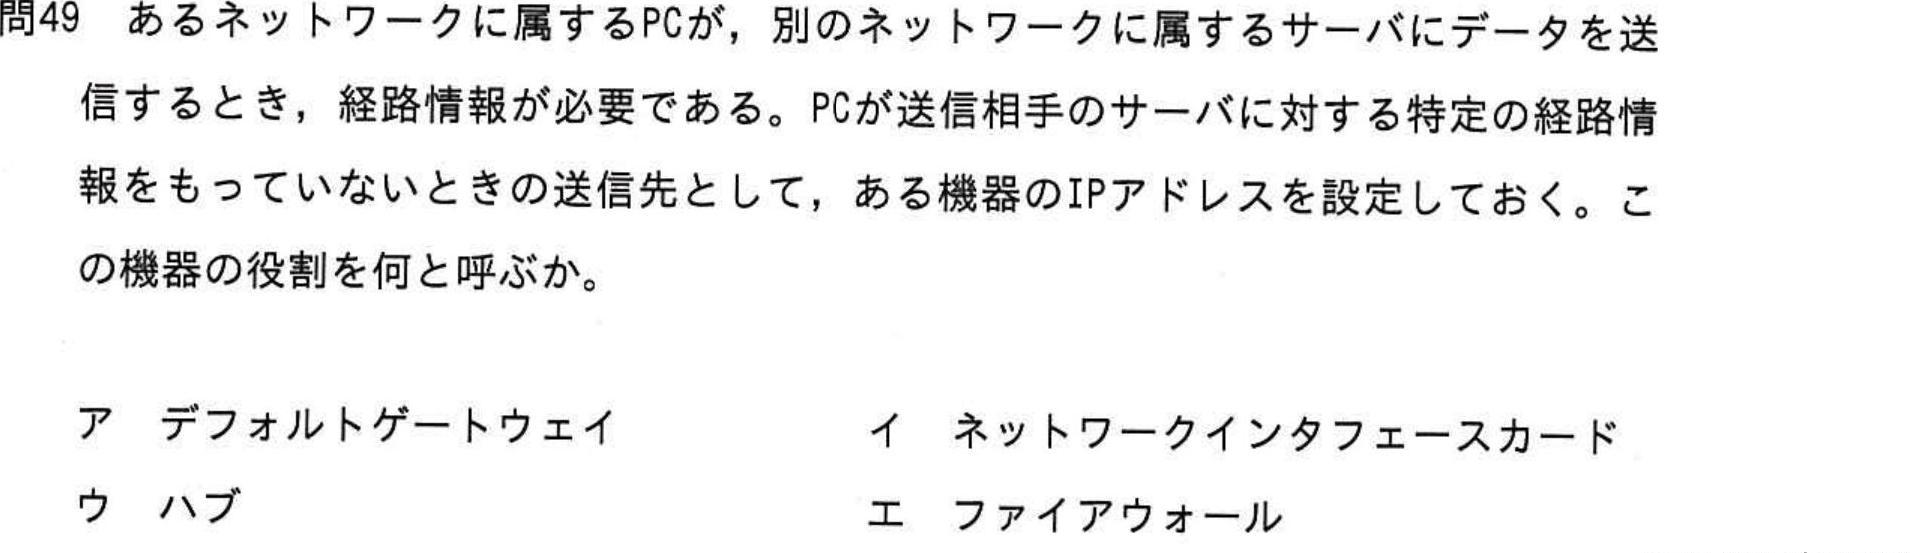 問49　あるネットワークに属するPCが，別のネットワークに属するサーバにデータを送
信するとき，経路情報が必要である。PCが送信相手のサーバに対する特定の経路情
報をもっていないときの送信先として，ある機器のIPアドレスを設定しておく。こ
の機器の役割を何と呼ぶか。
ア　デフォルトゲートウェイ　イ　ネットワークインタフェースカード
ウ　ハブ　エ　ファイアウォール